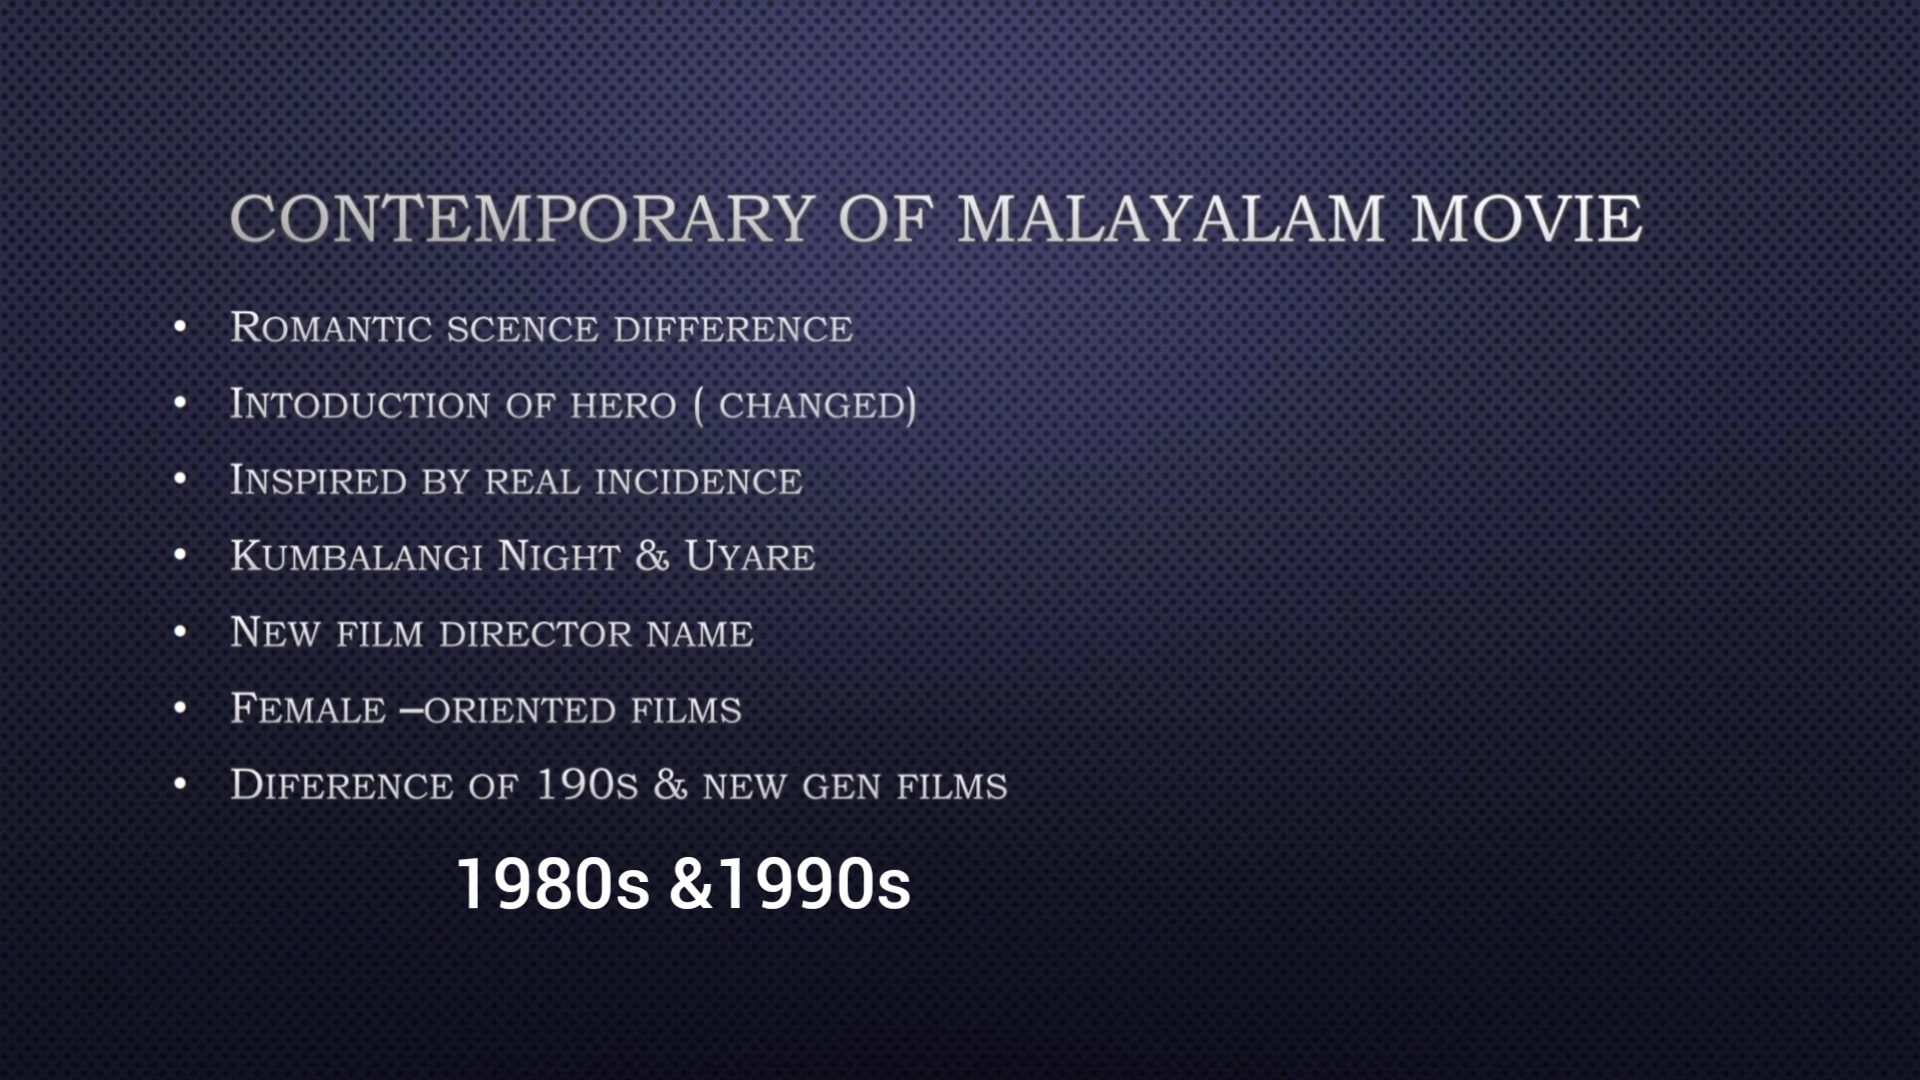 CONTEMPORARY OF MALAYALAM MOVIE
• ROMANTIC SCENCE DIFFERENCE
• INTODUCTION OF HERO ( CHANGED)
• INSPIRED BY REAL INCIDENCE
• KUMBALANGI NIGHT & UYARE
• NEW FILM DIRECTOR NAME
• FEMALE –ORIENTED FILMS
• DIFERENCE OF 190S & NEW GEN FILMS
1980s &1990s